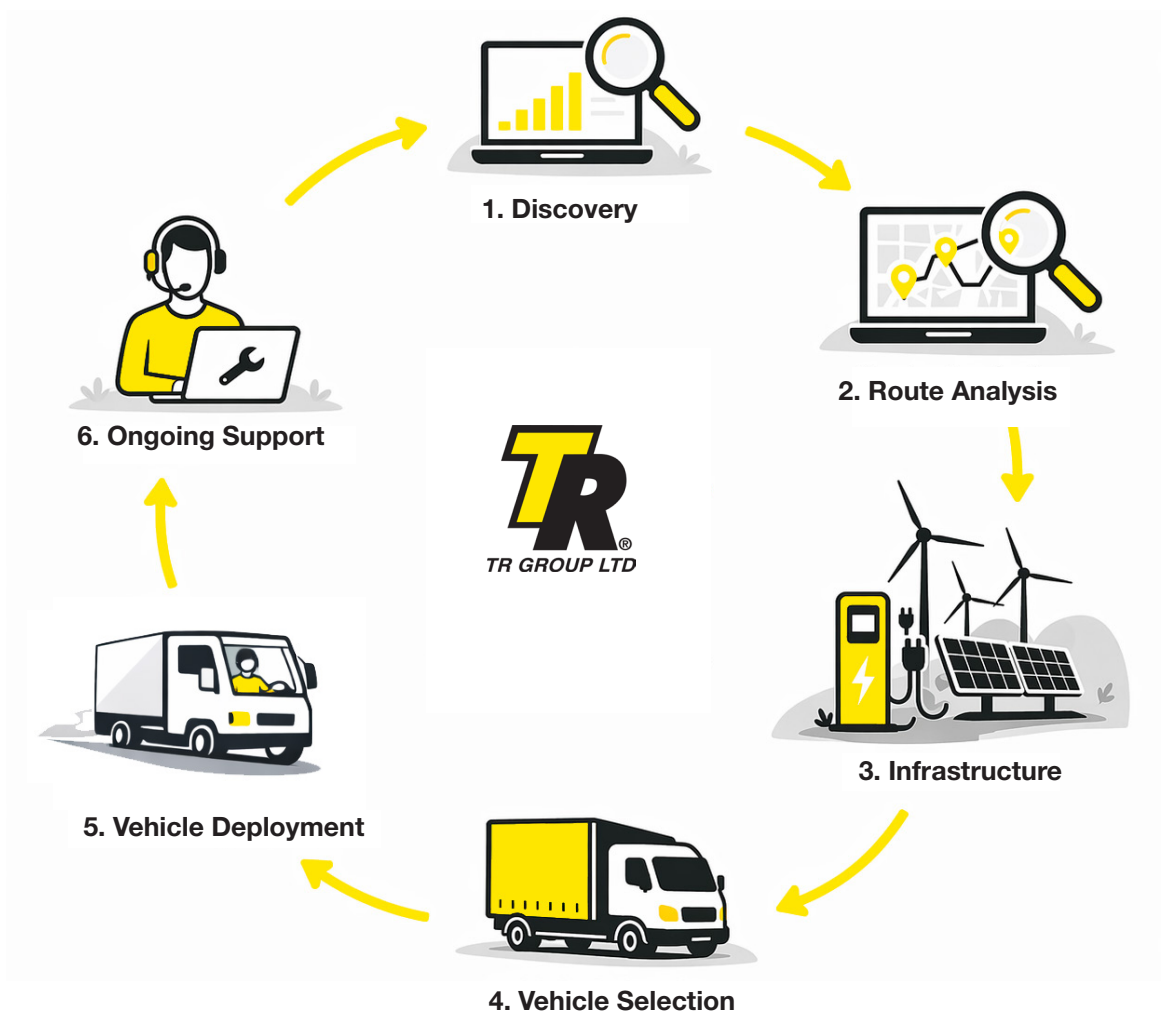 1. Discovery
2. Route Analysis
3. Infrastructure
4. Vehicle Selection
5. Vehicle Deployment
6. Ongoing Support
TR®
TR GROUP LTD